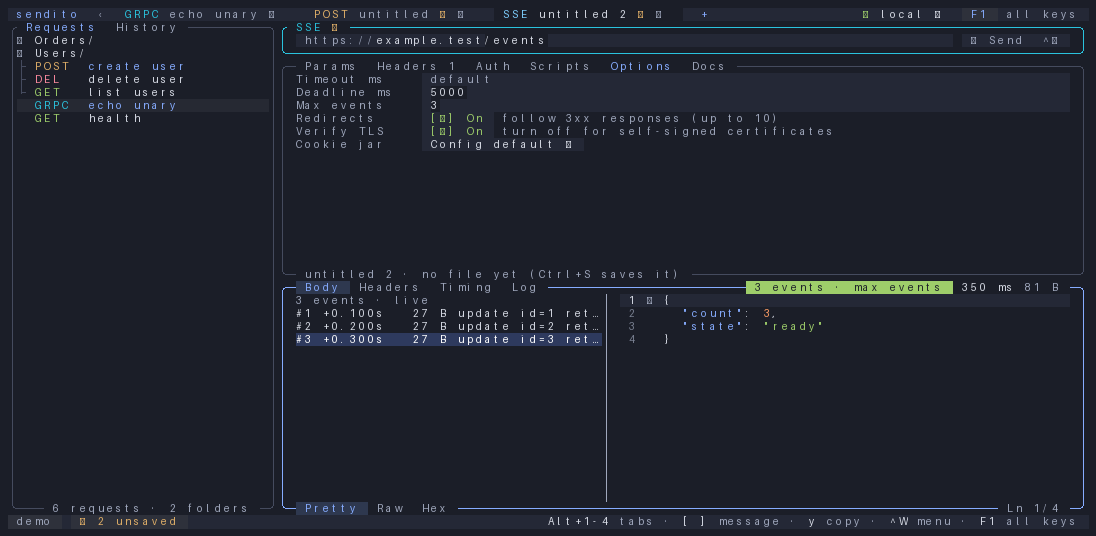 sendito ‹ GRPC echo unary POST untitled SSE untitled 2 + local F1 all keys
Requests History
Orders/
Users/
POST create user
DEL delete user
GET list users
GRPC echo unary
GET health
6 requests · 2 folders
SSE
https://example.test/events Send ^
Params Headers 1 Auth Scripts Options Docs
Timeout ms default
Deadline ms 5000
Max events 3
Redirects [ ] On follow 3xx responses (up to 10)
Verify TLS [ ] On turn off for self-signed certificates
Cookie jar Config default
untitled 2 · no file yet (Ctrl+S saves it)
Body Headers Timing Log 3 events · max events 350 ms 81 B
3 events · live
#1 +0.100s 27 B update id=1 ret…
#2 +0.200s 27 B update id=2 ret…
#3 +0.300s 27 B update id=3 ret…
1 {
2 "count": 3,
3 "state": "ready"
4 }
Pretty Raw Hex Ln 1/4
demo 2 unsaved Alt+1-4 tabs · [ ] message · y copy · ^W menu · F1 all keys